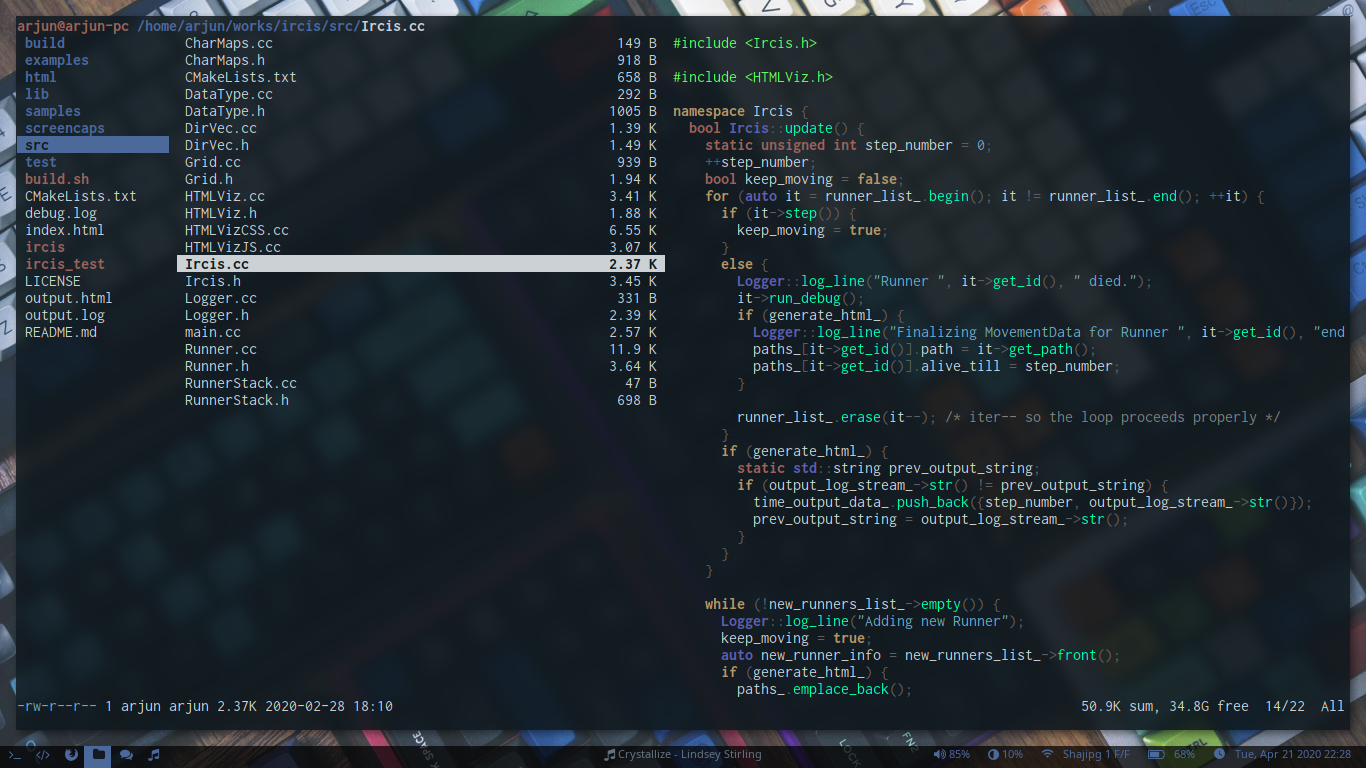 arjun@arjun-pc /home/arjun/works/ircis/src/Ircis.cc
build
examples
html
lib
samples
screencaps
src
test
build.sh
CMakeLists.txt
debug.log
index.html
ircis
ircis_test
LICENSE
output.html
output.log
README.md
CharMaps.cc 149 B
CharMaps.h 918 B
CMakeLists.txt 658 B
DataType.cc 292 B
DataType.h 1005 B
DirVec.cc 1.39 K
DirVec.h 1.49 K
Grid.cc 939 B
Grid.h 1.94 K
HTMLViz.cc 3.41 K
HTMLViz.h 1.88 K
HTMLVizCSS.cc 6.55 K
HTMLVizJS.cc 3.07 K
Ircis.cc 2.37 K
Ircis.h 3.45 K
Logger.cc 331 B
Logger.h 2.39 K
main.cc 2.57 K
Runner.cc 11.9 K
Runner.h 3.64 K
RunnerStack.cc 47 B
RunnerStack.h 698 B
#include <Ircis.h>
#include <HTMLViz.h>
namespace Ircis {
bool Ircis::update() {
static unsigned int step_number = 0;
++step_number;
bool keep_moving = false;
for (auto it = runner_list_.begin(); it != runner_list_.end(); ++it) {
if (it->step()) {
keep_moving = true;
}
else {
Logger::log_line("Runner ", it->get_id(), " died.");
it->run_debug();
if (generate_html_) {
Logger::log_line("Finalizing MovementData for Runner ", it->get_id(), "end
paths_[it->get_id()].path = it->get_path();
paths_[it->get_id()].alive_till = step_number;
}
runner_list_.erase(it--); /* iter-- so the loop proceeds properly */
}
if (generate_html_) {
static std::string prev_output_string;
if (output_log_stream_->str() != prev_output_string) {
time_output_data_.push_back({step_number, output_log_stream_->str()});
prev_output_string = output_log_stream_->str();
}
}
}
while (!new_runners_list_->empty()) {
Logger::log_line("Adding new Runner");
keep_moving = true;
auto new_runner_info = new_runners_list_->front();
if (generate_html_) {
paths_.emplace_back();
-rw-r--r-- 1 arjun arjun 2.37K 2020-02-28 18:10
50.9K sum, 34.8G free 14/22 All
Crystallize - Lindsey Stirling
85%
10%
Shajipg 1 F/F
68%
Tue, Apr 21 2020 22:28